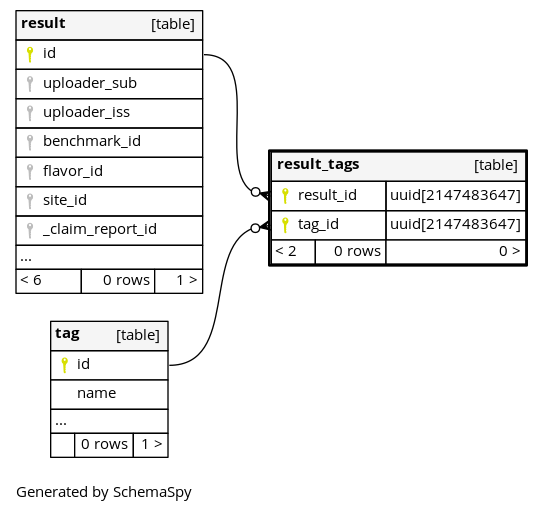 result [table]
id
uploader_sub
uploader_iss
benchmark_id
flavor_id
site_id
_claim_report_id
...
< 6 0 rows 1 >
result_tags [table]
result_id uuid[2147483647]
tag_id uuid[2147483647]
< 2 0 rows 0 >
tag [table]
id
name
...
0 rows 1 >
Generated by SchemaSpy